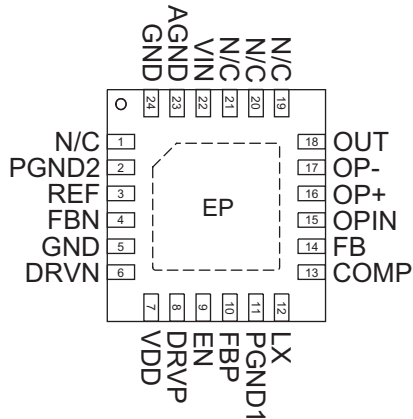 GND AGND VIN N/C N/C N/C
24 23 22 21 20 19
N/C 1
PGND2 2
REF 3
FBN 4
GND 5
DRVN 6
EP
18 OUT
17 OP-
16 OP+
15 OPIN
14 FB
13 COMP
7 8 9 10 11 12
VDD DRVP EN FBP PGND1 LX